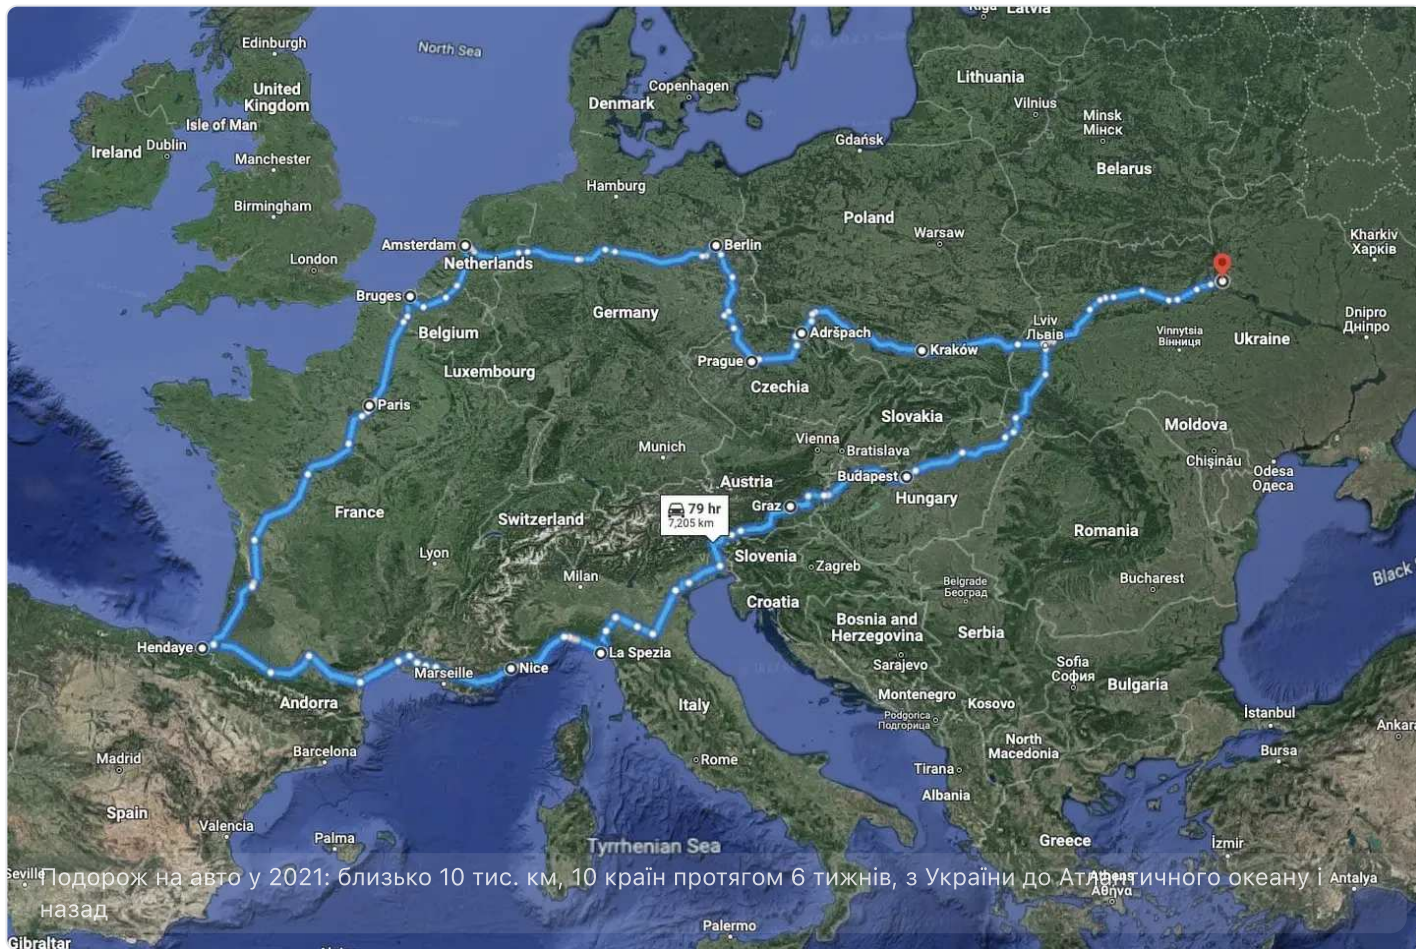 Riga
Latvia
Edinburgh
North Sea
Lithuania
United
Kingdom
Copenhagen
Denmark
Vilnius
Minsk
Мінск
Isle of Man
Ireland
Dublin
Gdańsk
Manchester
Belarus
Hamburg
Birmingham
Poland
Warsaw
Kharkiv
Харків
Amsterdam
Berlin
London
Netherlands
Bruges
Germany
Belgium
Lviv
Львів
Dnipro
Дніпро
Vinnytsia
Вінниця
Ukraine
Adršpach
Kraków
Prague
Luxembourg
Czechia
Paris
Slovakia
Moldova
Munich
Vienna
Bratislava
Chișinău
Odesa
Одеса
Budapest
Austria
Hungary
79 hr
7,205 km
Graz
France
Switzerland
Romania
Lyon
Slovenia
Zagreb
Milan
Belgrade
Београд
Bucharest
Black
Croatia
Bosnia and
Herzegovina
Serbia
Hendaye
La Spezia
Nice
Marseille
Sarajevo
Sofia
София
Bulgaria
Andorra
Italy
Montenegro
Kosovo
Podgorica
Подгорица
İstanbul
Ankara
North
Macedonia
Bursa
Barcelona
Madrid
Rome
Tirana
Albania
Spain
Valencia
Palma
Tyrrhenian Sea
Greece
İzmir
Seville
Athens
Αθήνα
Antalya
Подорож на авто у 2021: близько 10 тис. км, 10 країн протягом 6 тижнів, з України до Атлантичного океану і
назад
Palermo
Gibraltar